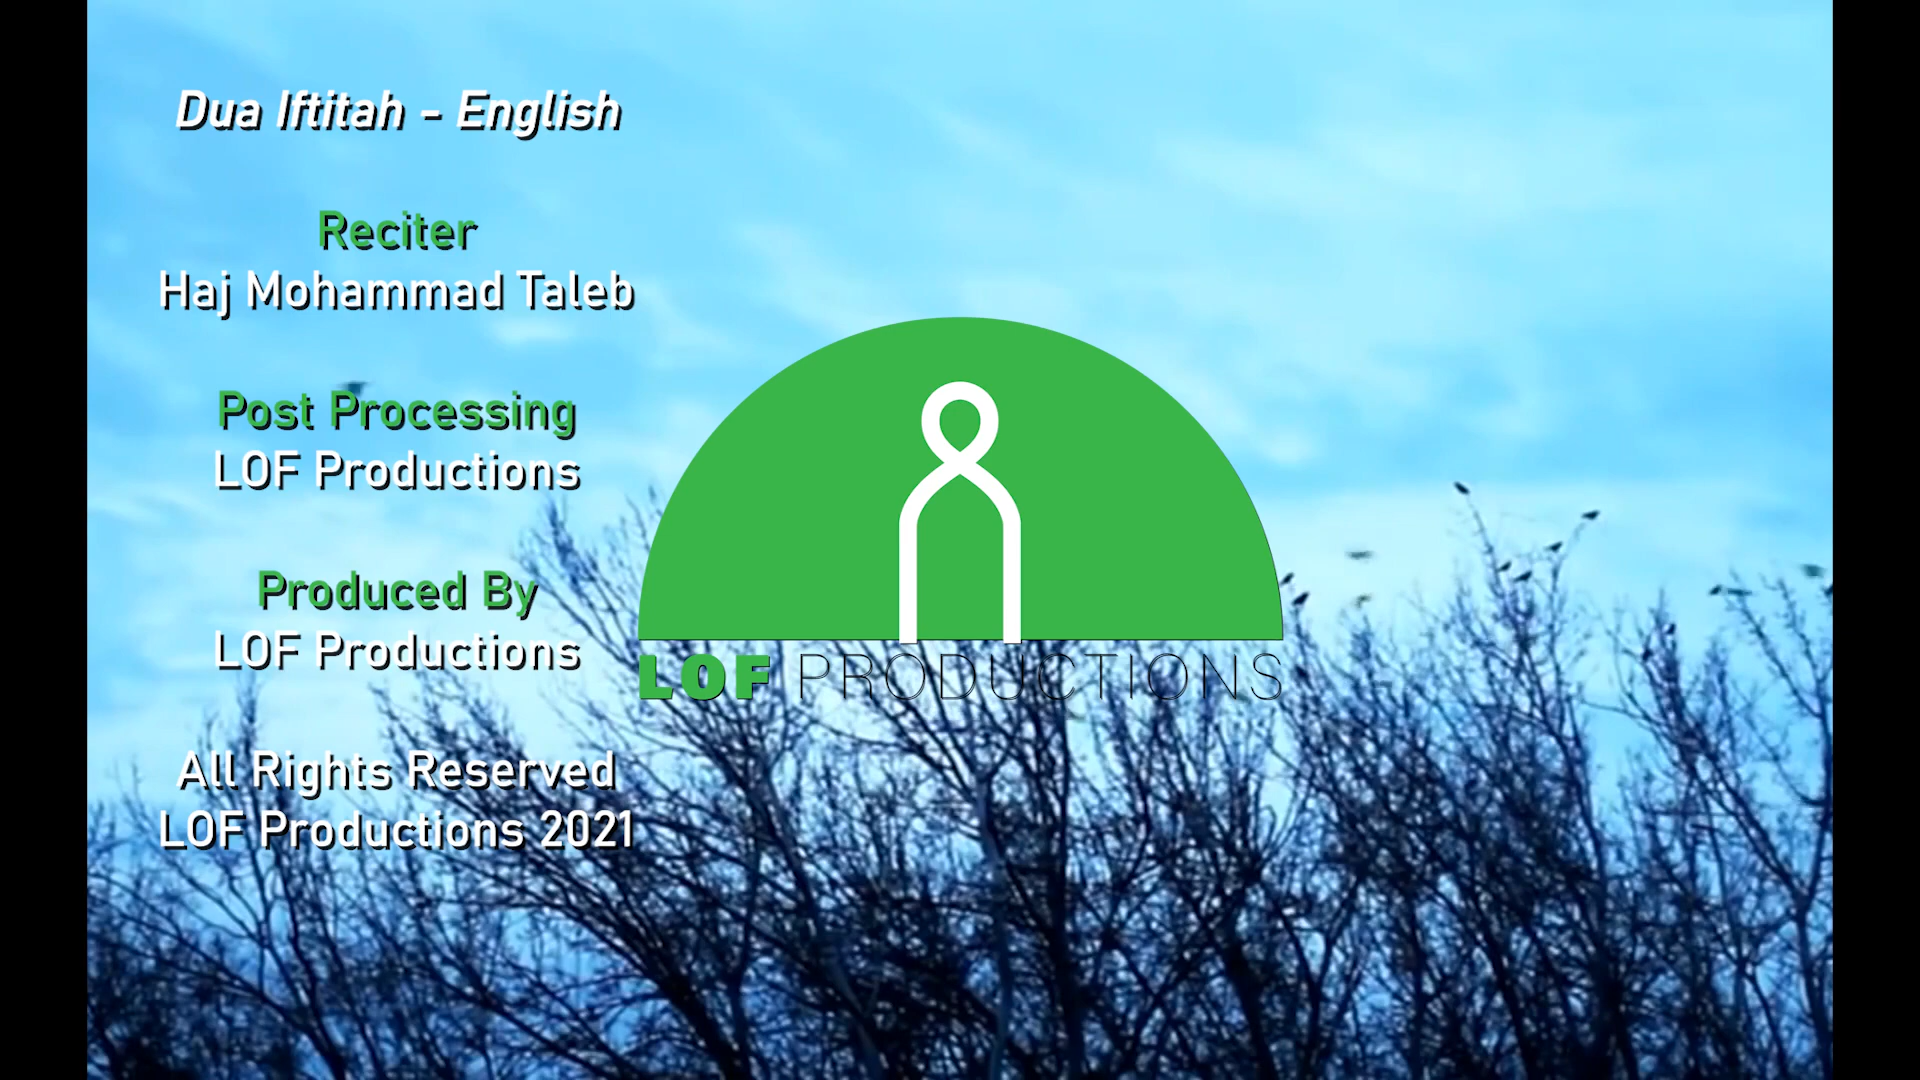 Dua Iftitah - English
Reciter
Haj Mohammad Taleb
Post Processing
LOF Productions
Produced By
LOF Productions
All Rights Reserved
LOF Productions 2021
LOF PRODUCTIONS